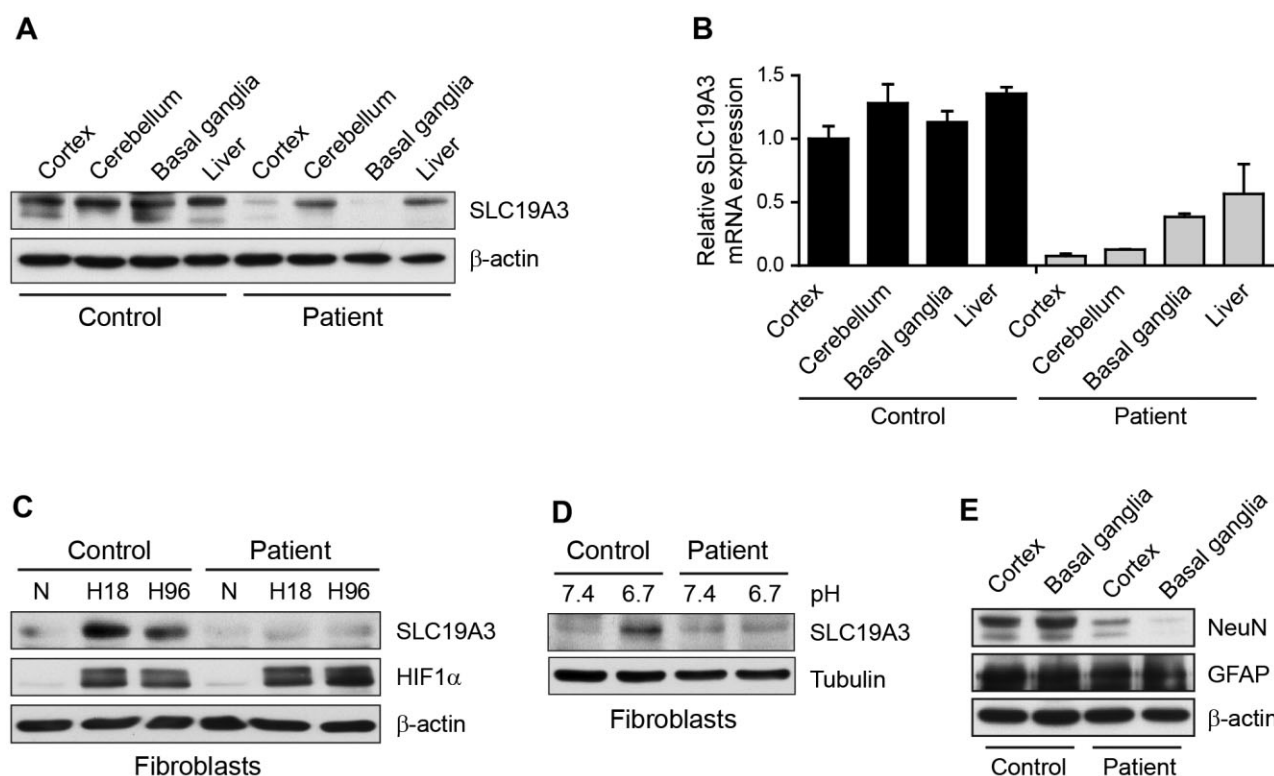 A
Cortex Cerebellum Basal ganglia Liver Cortex Cerebellum Basal ganglia Liver
SLC19A3
β-actin
Control Patient
B
Relative SLC19A3
mRNA expression
1.5
1.0
0.5
0.0
Cortex Cerebellum Basal ganglia Liver Cortex Cerebellum Basal ganglia Liver
Control Patient
C
Control Patient
N H18 H96 N H18 H96
SLC19A3
HIF1α
β-actin
Fibroblasts
D
Control Patient
7.4 6.7 7.4 6.7 pH
SLC19A3
Tubulin
Fibroblasts
E
Cortex Basal ganglia Cortex Basal ganglia
NeuN
GFAP
β-actin
Control Patient